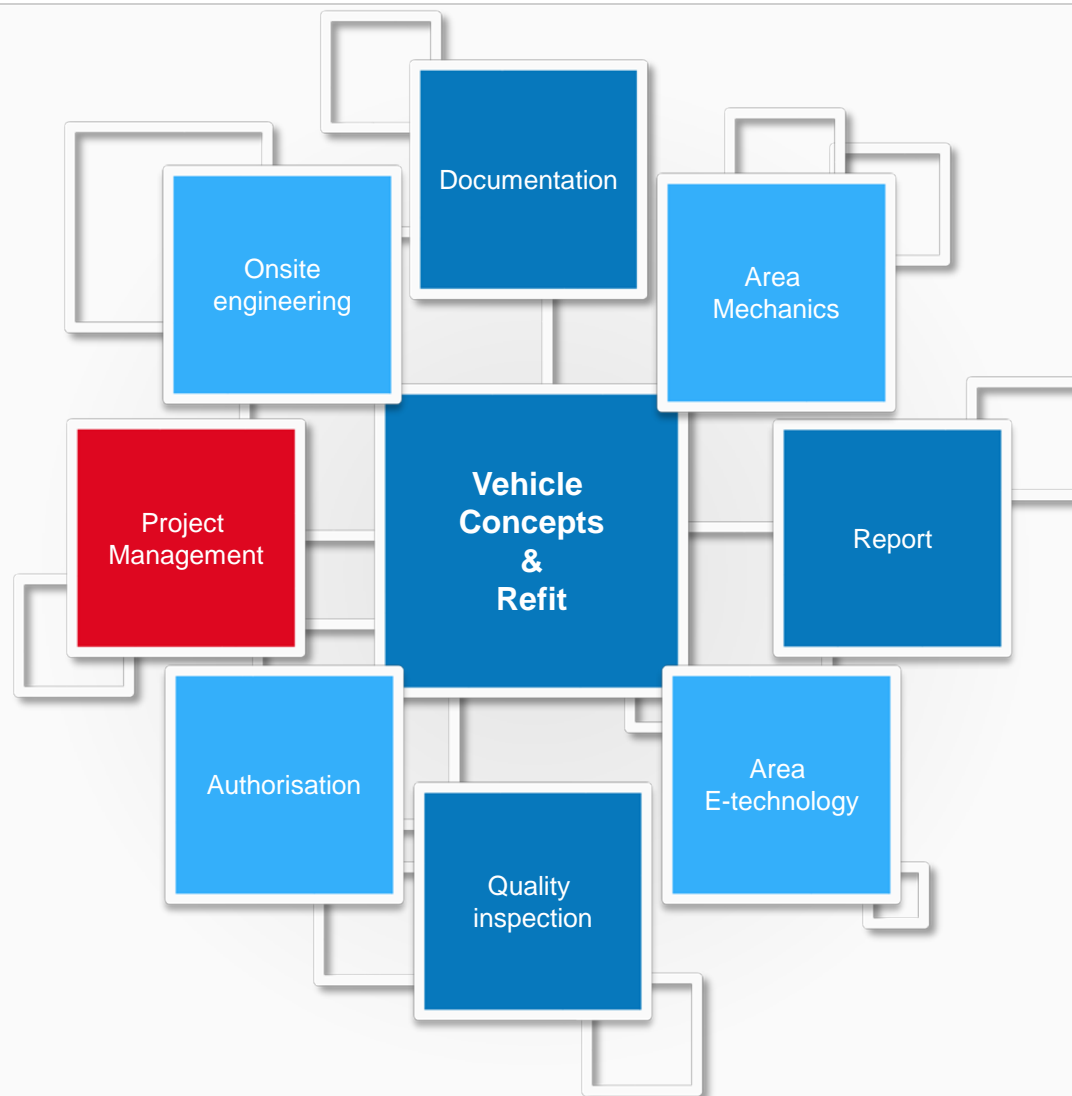 Documentation
Onsite
engineering
Area
Mechanics
Project
Management
Vehicle
Concepts
&
Refit
Report
Authorisation
Area
E-technology
Quality
inspection